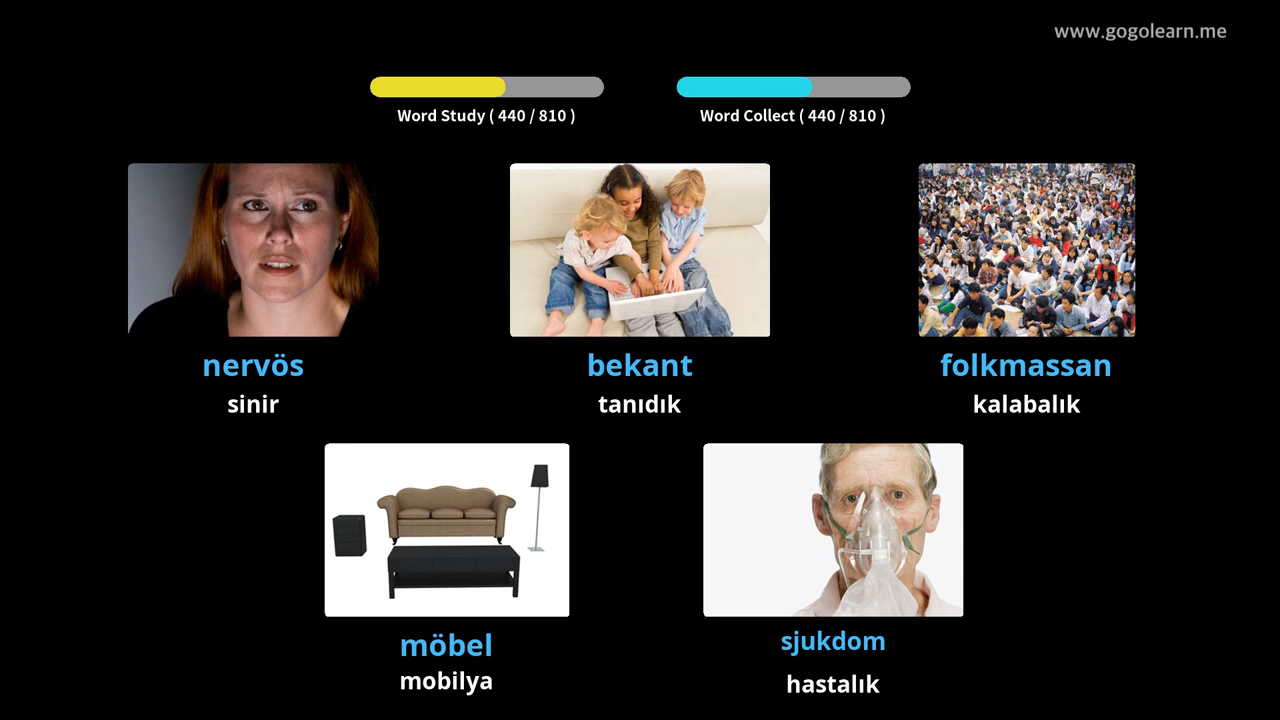 www.gogolearn.me
Word Study ( 440 / 810 )
Word Collect ( 440 / 810 )
nervös
sinir
bekant
tanıdık
folkmassan
kalabalık
möbel
mobilya
sjukdom
hastalık